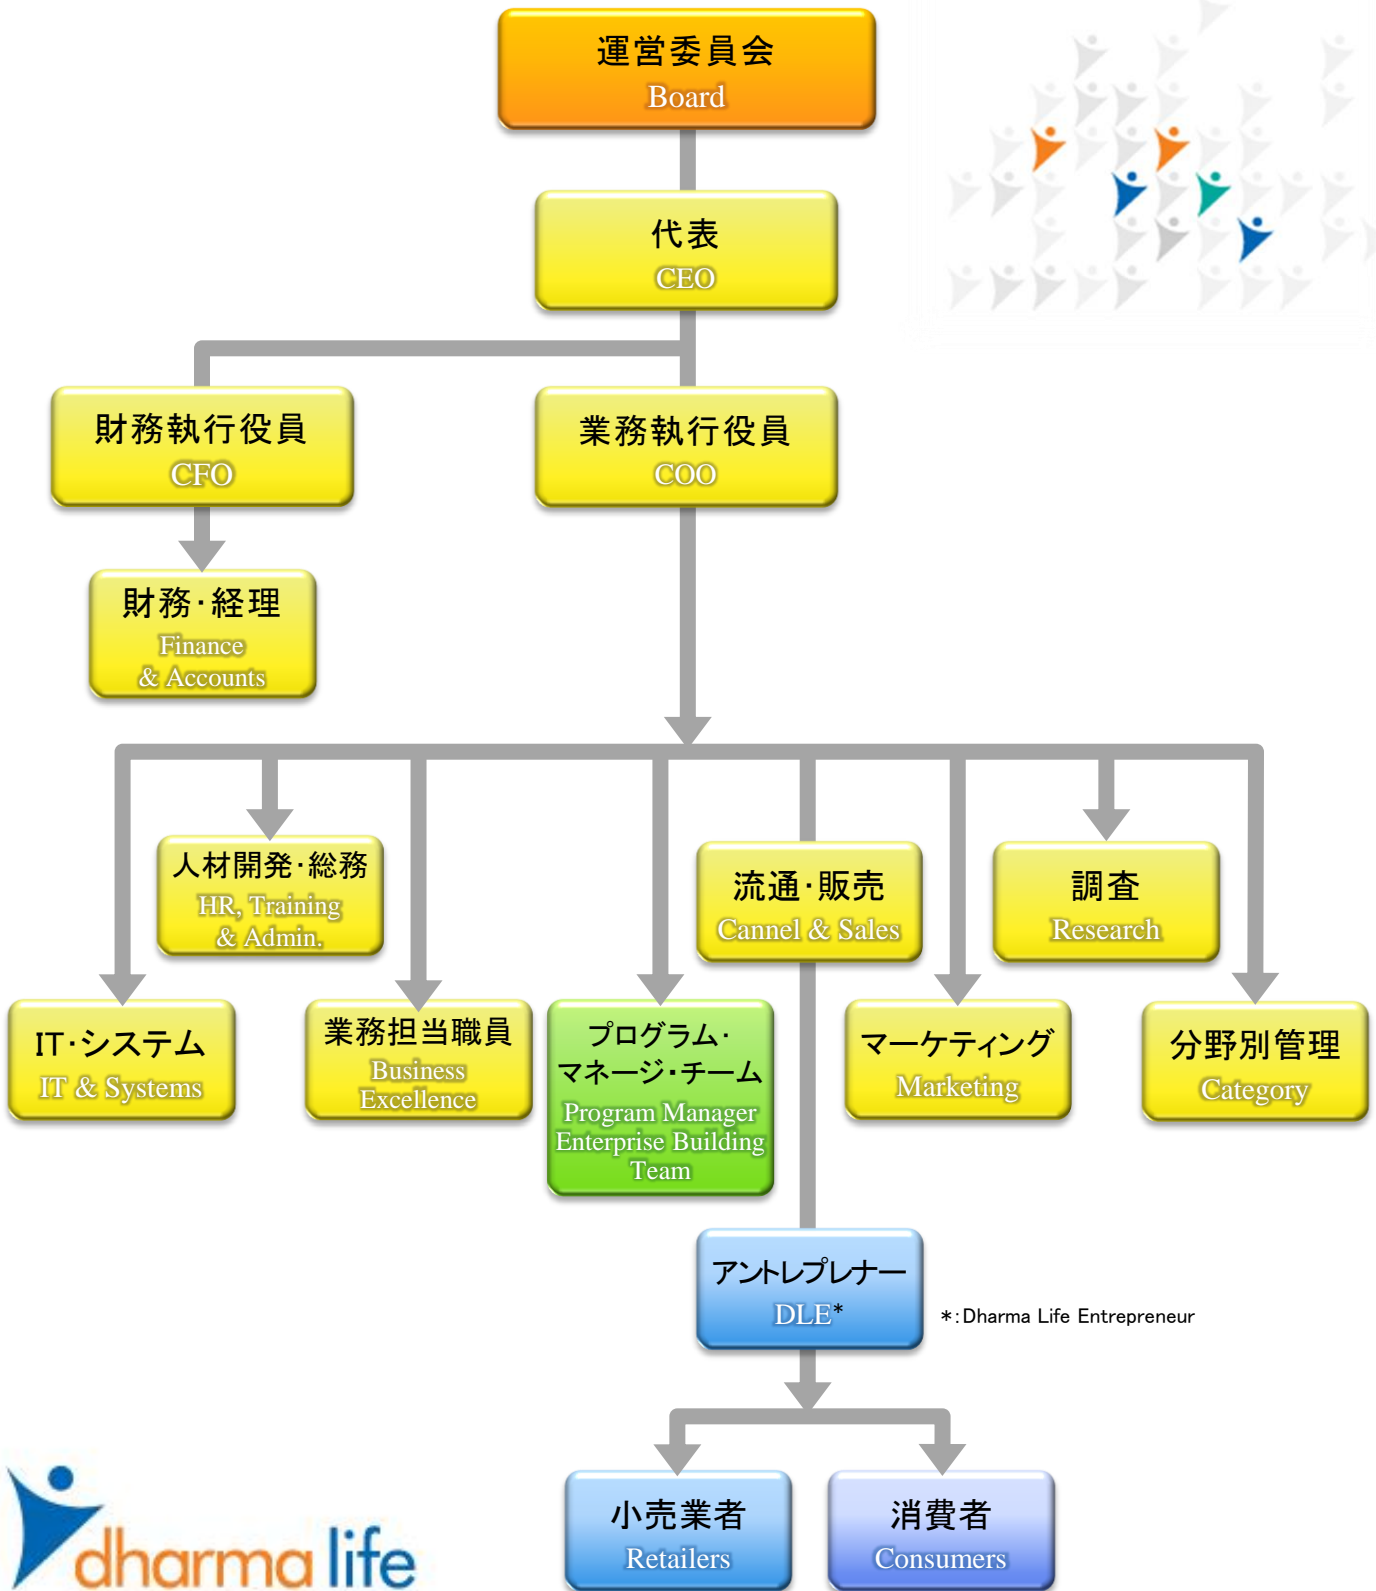 運営委員会
Board
代表
CEO
財務執行役員
CFO
業務執行役員
COO
財務・経理
Finance
& Accounts
人材開発・総務
HR, Training
& Admin.
流通・販売
Cannel & Sales
調査
Research
IT・システム
IT & Systems
業務担当職員
Business
Excellence
プログラム・
マネージ・チーム
Program Manager
Enterprise Building
Team
マーケティング
Marketing
分野別管理
Category
アントレプレナー
DLE*
*:Dharma Life Entrepreneur
小売業者
Retailers
消費者
Consumers
dharma life